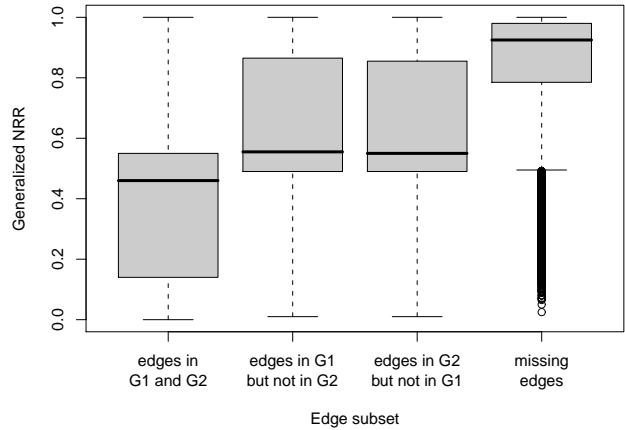 Generalized NRR
1.0
0.8
0.6
0.4
0.2
0.0
edges in
G1 and G2
edges in G1
but not in G2
edges in G2
but not in G1
missing
edges
Edge subset